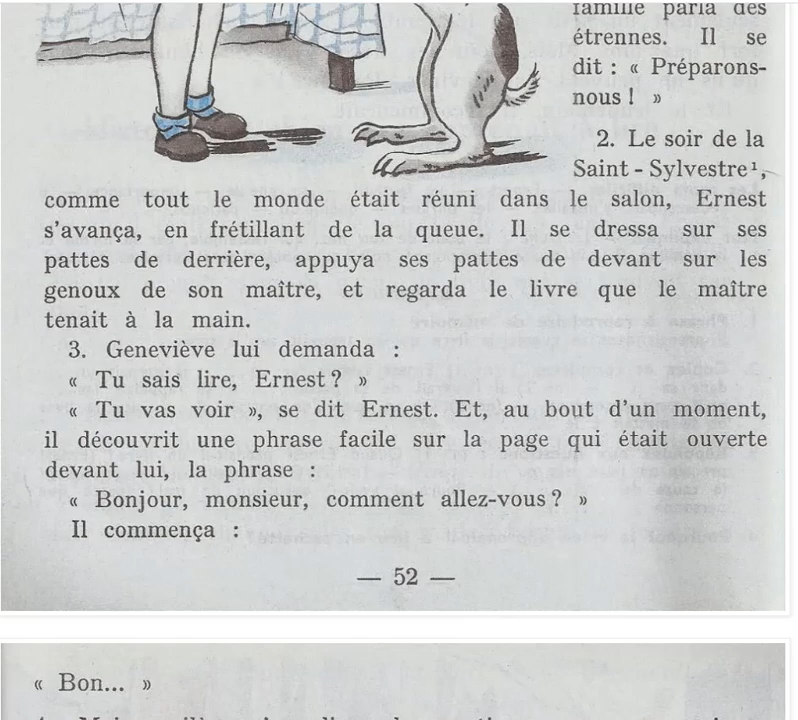 famille parla des
étrennes. Il se
dit : « Préparons-
nous ! »
2. Le soir de la
Saint - Sylvestre¹,
comme tout le monde était réuni dans le salon, Ernest
s'avança, en frétillant de la queue. Il se dressa sur ses
pattes de derrière, appuya ses pattes de devant sur les
genoux de son maître, et regarda le livre que le maître
tenait à la main.
3. Geneviève lui demanda :
« Tu sais lire, Ernest ? »
« Tu vas voir », se dit Ernest. Et, au bout d'un moment,
il découvrit une phrase facile sur la page qui était ouverte
devant lui, la phrase :
« Bonjour, monsieur, comment allez-vous ? »
Il commença :
— 52 —
« Bon... »